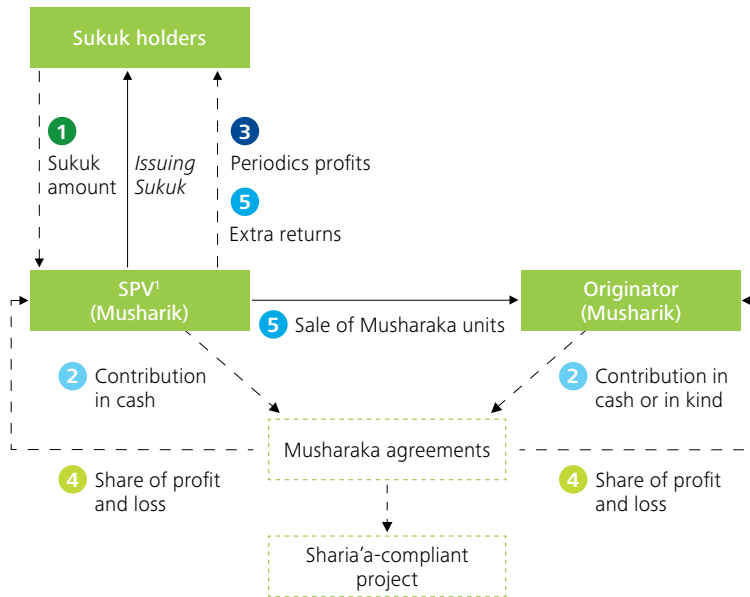 Sukuk holders
1
Sukuk
amount
Issuing
Sukuk
3
Periodics profits
5
Extra returns
SPV¹
(Musharik)
5 Sale of Musharaka units
Originator
(Musharik)
2 Contribution
in cash
2 Contribution in
cash or in kind
Musharaka agreements
4 Share of profit
and loss
4 Share of profit
and loss
Sharia'a-compliant
project